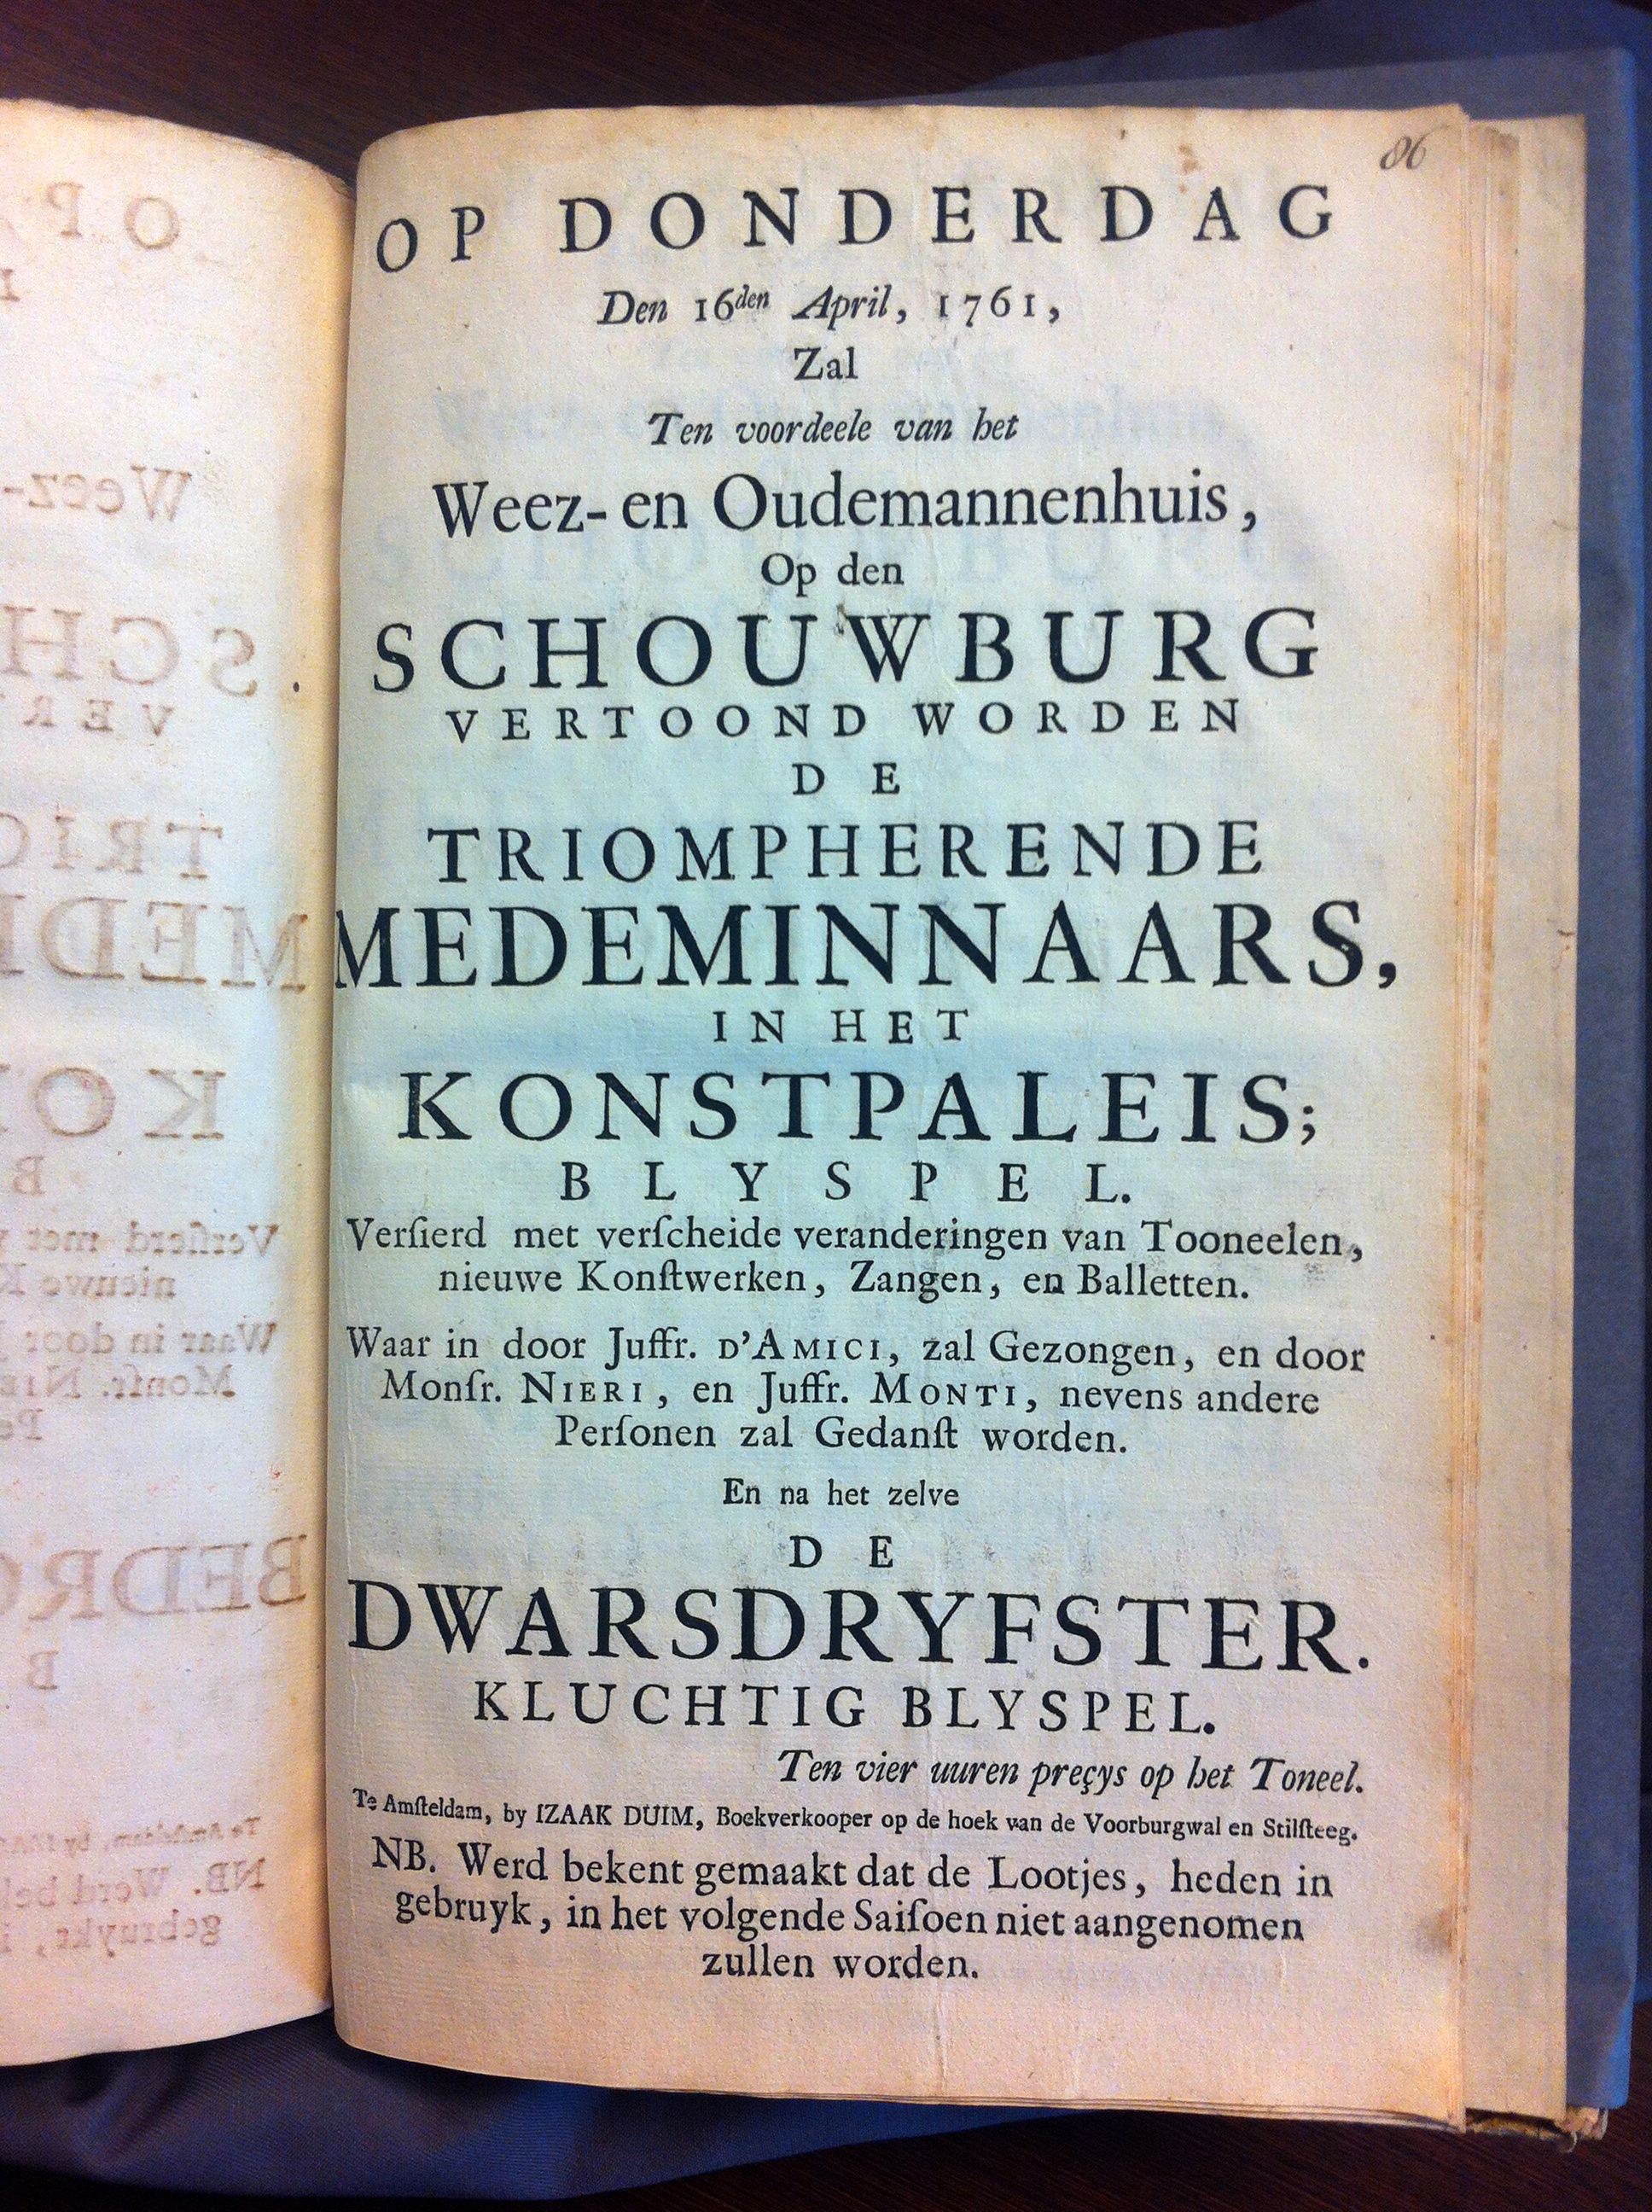 86
OP DONDERDAG
Den 16den April, 1761,
Zal
Ten voordeele van het
Weez- en Oudemannenhuis,
Op den
SCHOUWBURG
VERTOOND WORDEN
DE
TRIOMPHERENDE
MEDEMINNAARS,
IN HET
KONSTPALEIS;
BLYSPEL.
Verſierd met verſcheide veranderingen van Tooneelen,
nieuwe Konſtwerken, Zangen, en Balletten.
Waar in door Juffr. D'AMICI, zal Gezongen, en door
Monſr. NIERI, en Juffr. MONTI, nevens andere
Perſonen zal Gedanſt worden.
En na het zelve
DE
DWARSDRYFSTER.
KLUCHTIG BLYSPEL.
Ten vier uuren preçys op het Toneel.
Te Amſteldam, by IZAAK DUIM, Boekverkooper op de hoek van de Voorburgwal en Stilſteeg.
NB. Werd bekent gemaakt dat de Lootjes, heden in
gebruyk, in het volgende Saiſoen niet aangenomen
zullen worden.